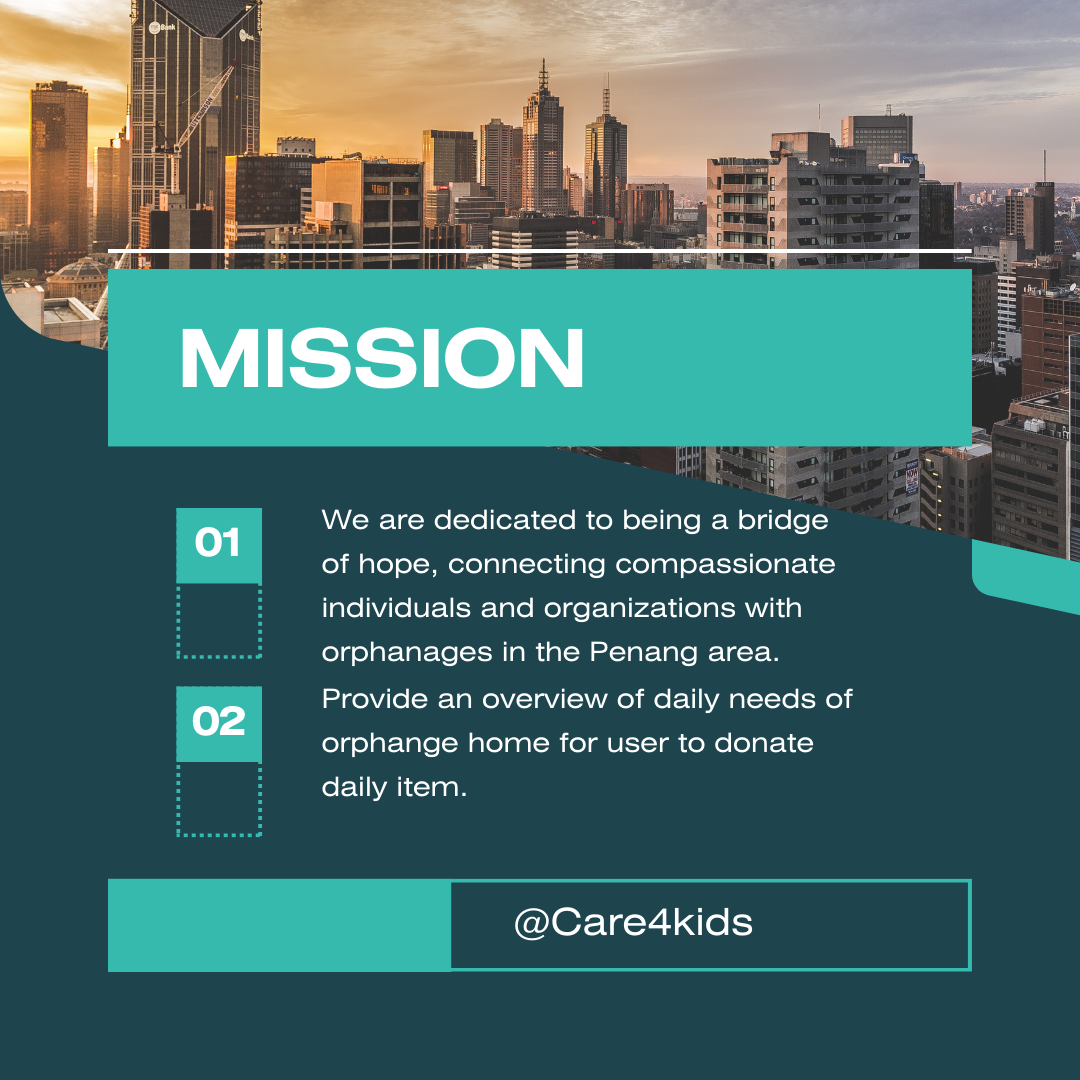 Bank
MISSION
01
We are dedicated to being a bridge
of hope, connecting compassionate
individuals and organizations with
orphanages in the Penang area.
02
Provide an overview of daily needs of
orphange home for user to donate
daily item.
@Care4kids